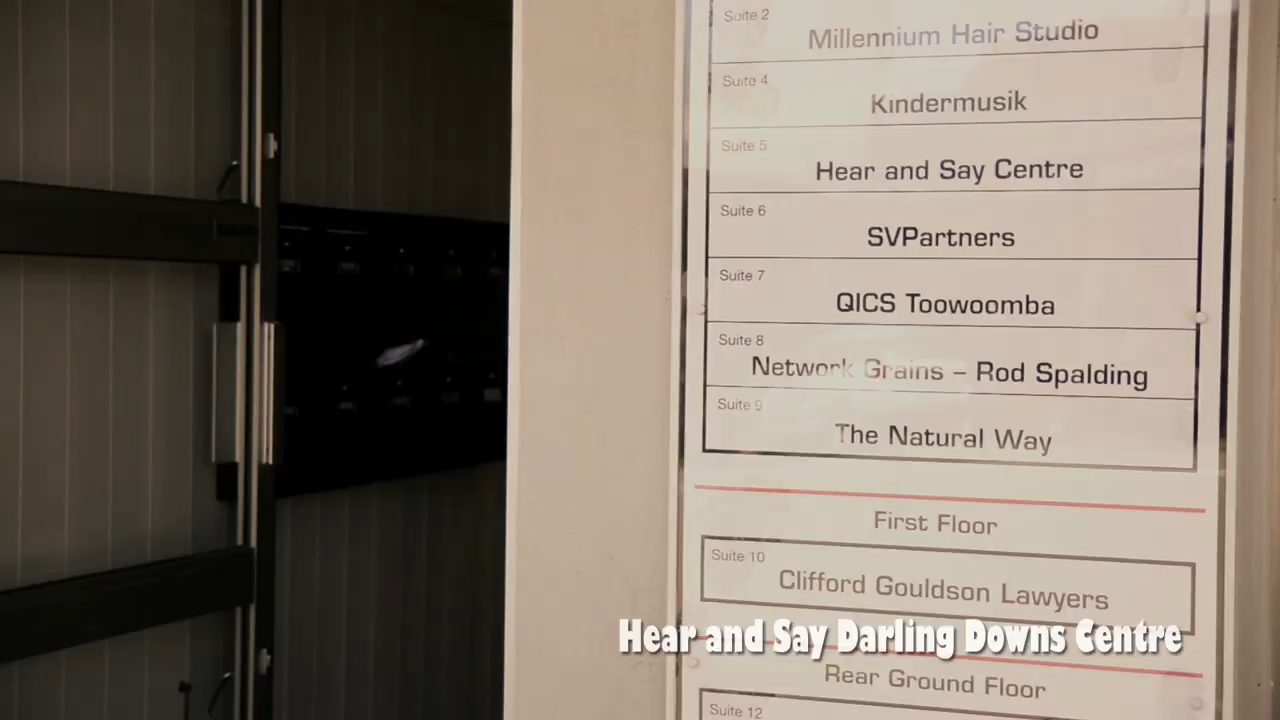 Suite 2
Millennium Hair Studio
Suite 4
Kindermusik
Suite 5
Hear and Say Centre
Suite 6
SVPartners
Suite 7
QICS Toowoomba
Suite 8
Network Grains – Rod Spalding
Suite 9
The Natural Way
First Floor
Suite 10
Clifford Gouldson Lawyers
Hear and Say Darling Downs Centre
Rear Ground Floor
Suite 12